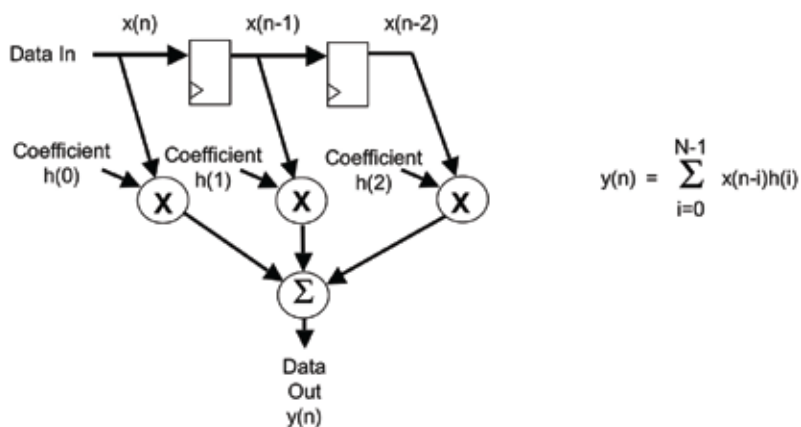 x(n) x(n-1) x(n-2)
Data In
Coefficient h(0)
Coefficient h(1)
Coefficient h(2)
X X X
Σ
Data
Out
y(n)
N-1
y(n) = Σ x(n-i)h(i)
i=0